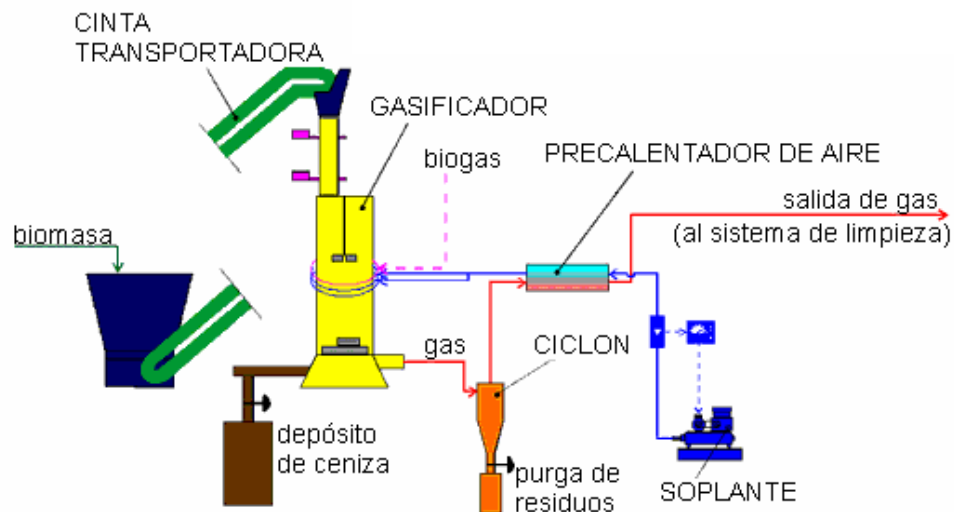 CINTA
TRANSPORTADORA
GASIFICADOR
biogas
PRECALENTADOR DE AIRE
salida de gas
(al sistema de limpieza)
biomasa
gas
CICLON
depósito
de ceniza
purga de
residuos
SOPLANTE